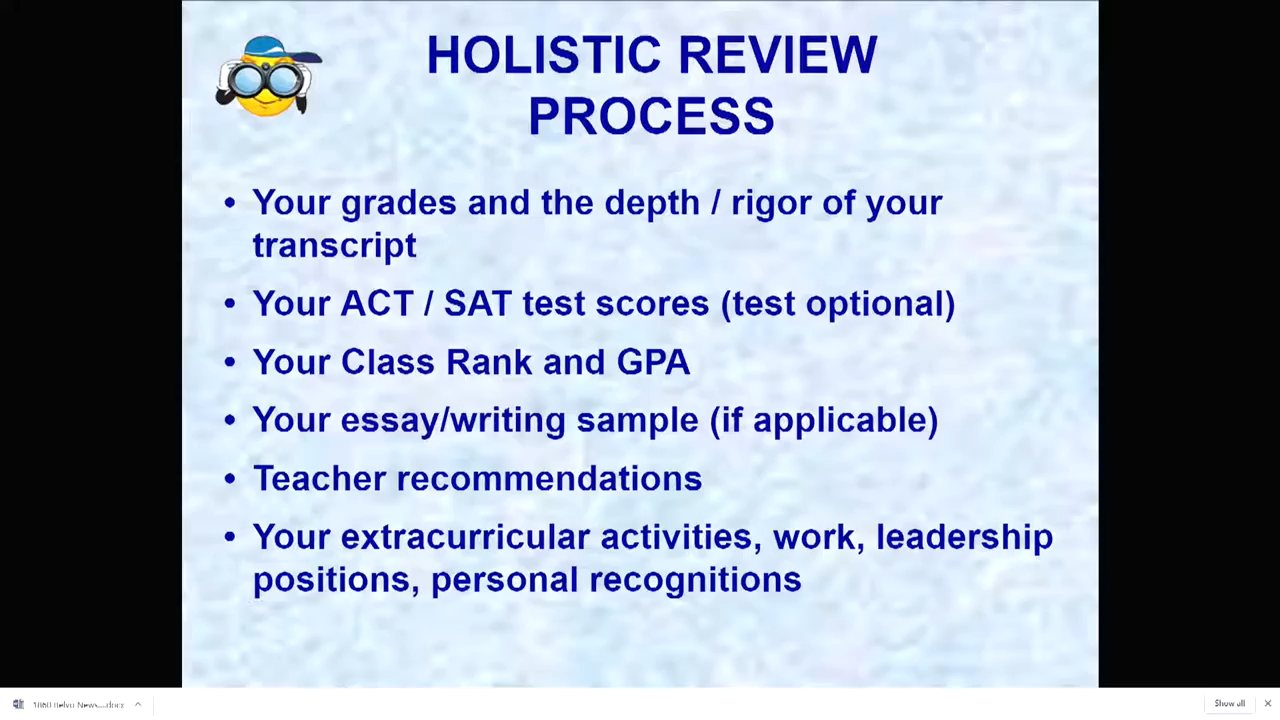 HOLISTIC REVIEW
PROCESS
• Your grades and the depth / rigor of your
transcript
• Your ACT / SAT test scores (test optional)
• Your Class Rank and GPA
• Your essay/writing sample (if applicable)
• Teacher recommendations
• Your extracurricular activities, work, leadership
positions, personal recognitions
Show all